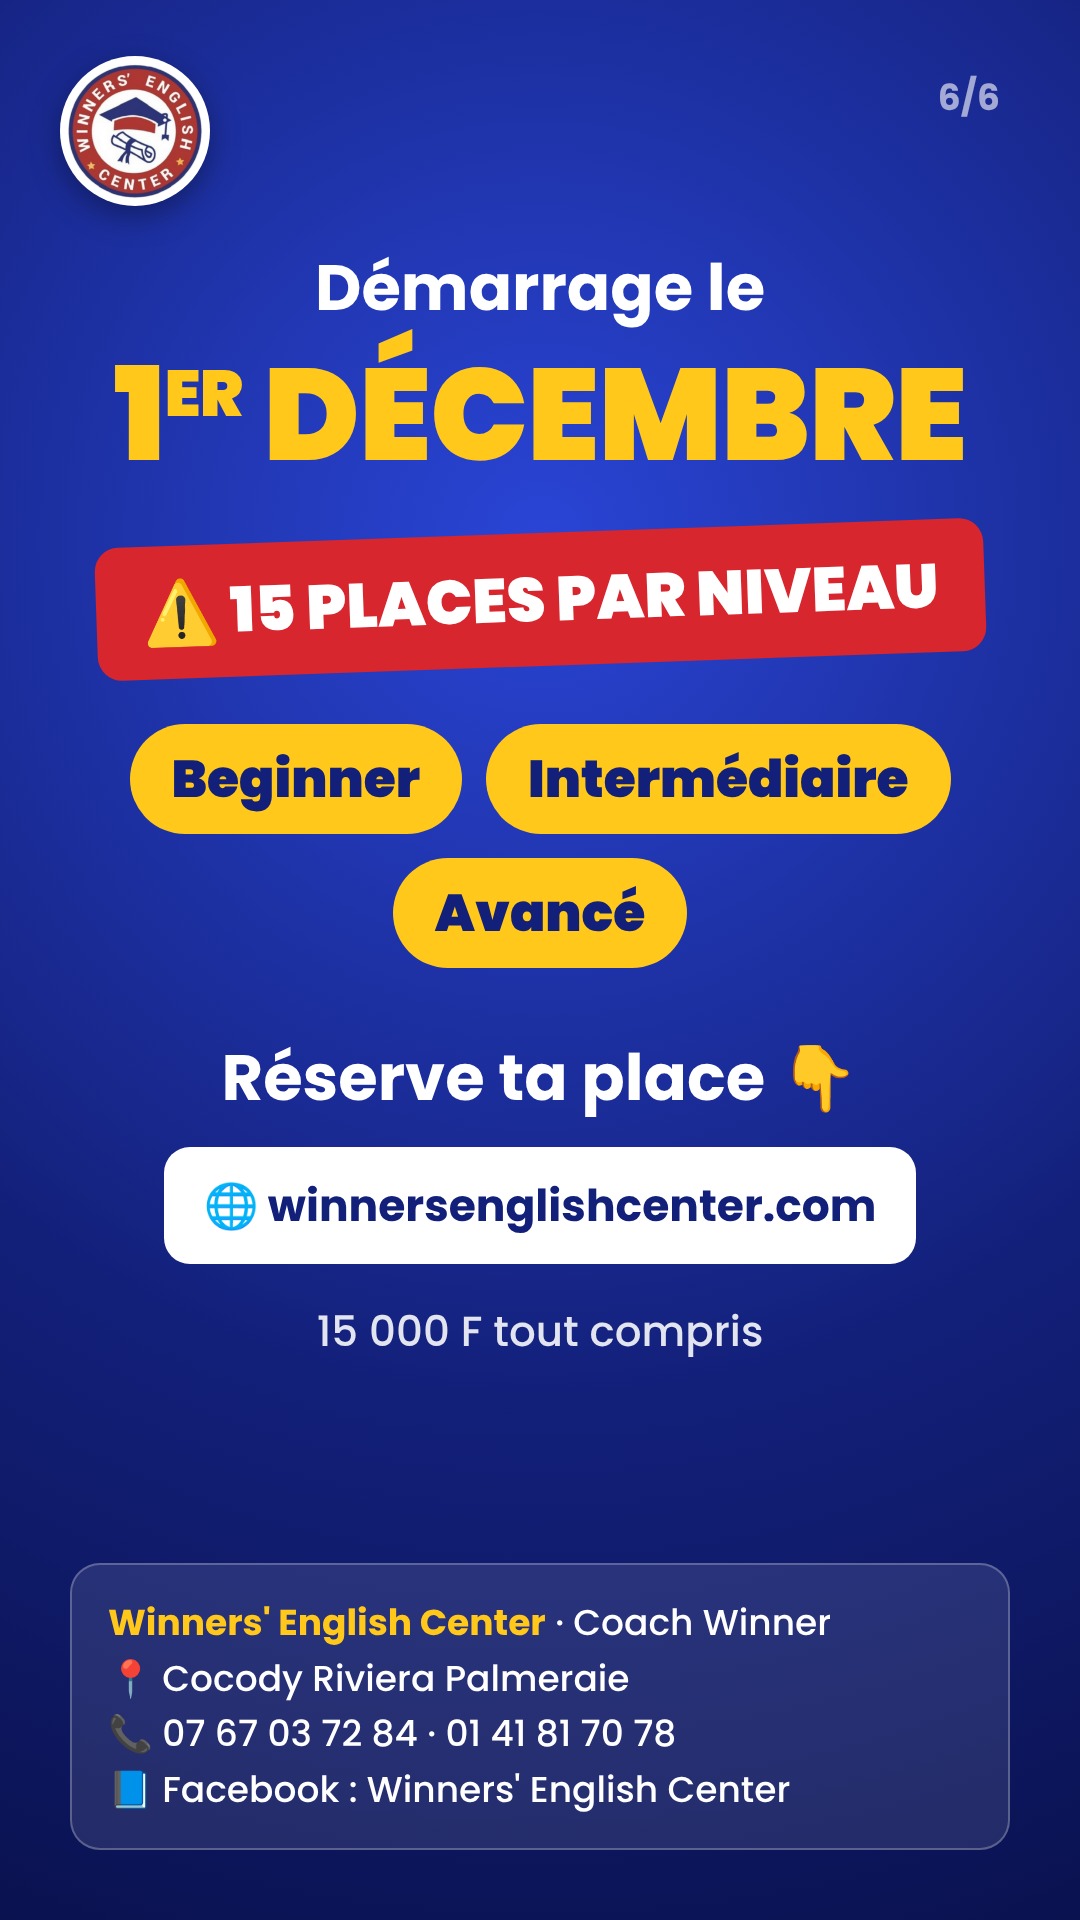 WINNERS' ENGLISH
CENTER
6/6
Démarrage le
1ER DÉCEMBRE
⚠️ 15 PLACES PAR NIVEAU
Beginner
Intermédiaire
Avancé
Réserve ta place 👇
🌐 winnersenglishcenter.com
15 000 F tout compris
Winners' English Center · Coach Winner
📍 Cocody Riviera Palmeraie
📞 07 67 03 72 84 · 01 41 81 70 78
📘 Facebook : Winners' English Center